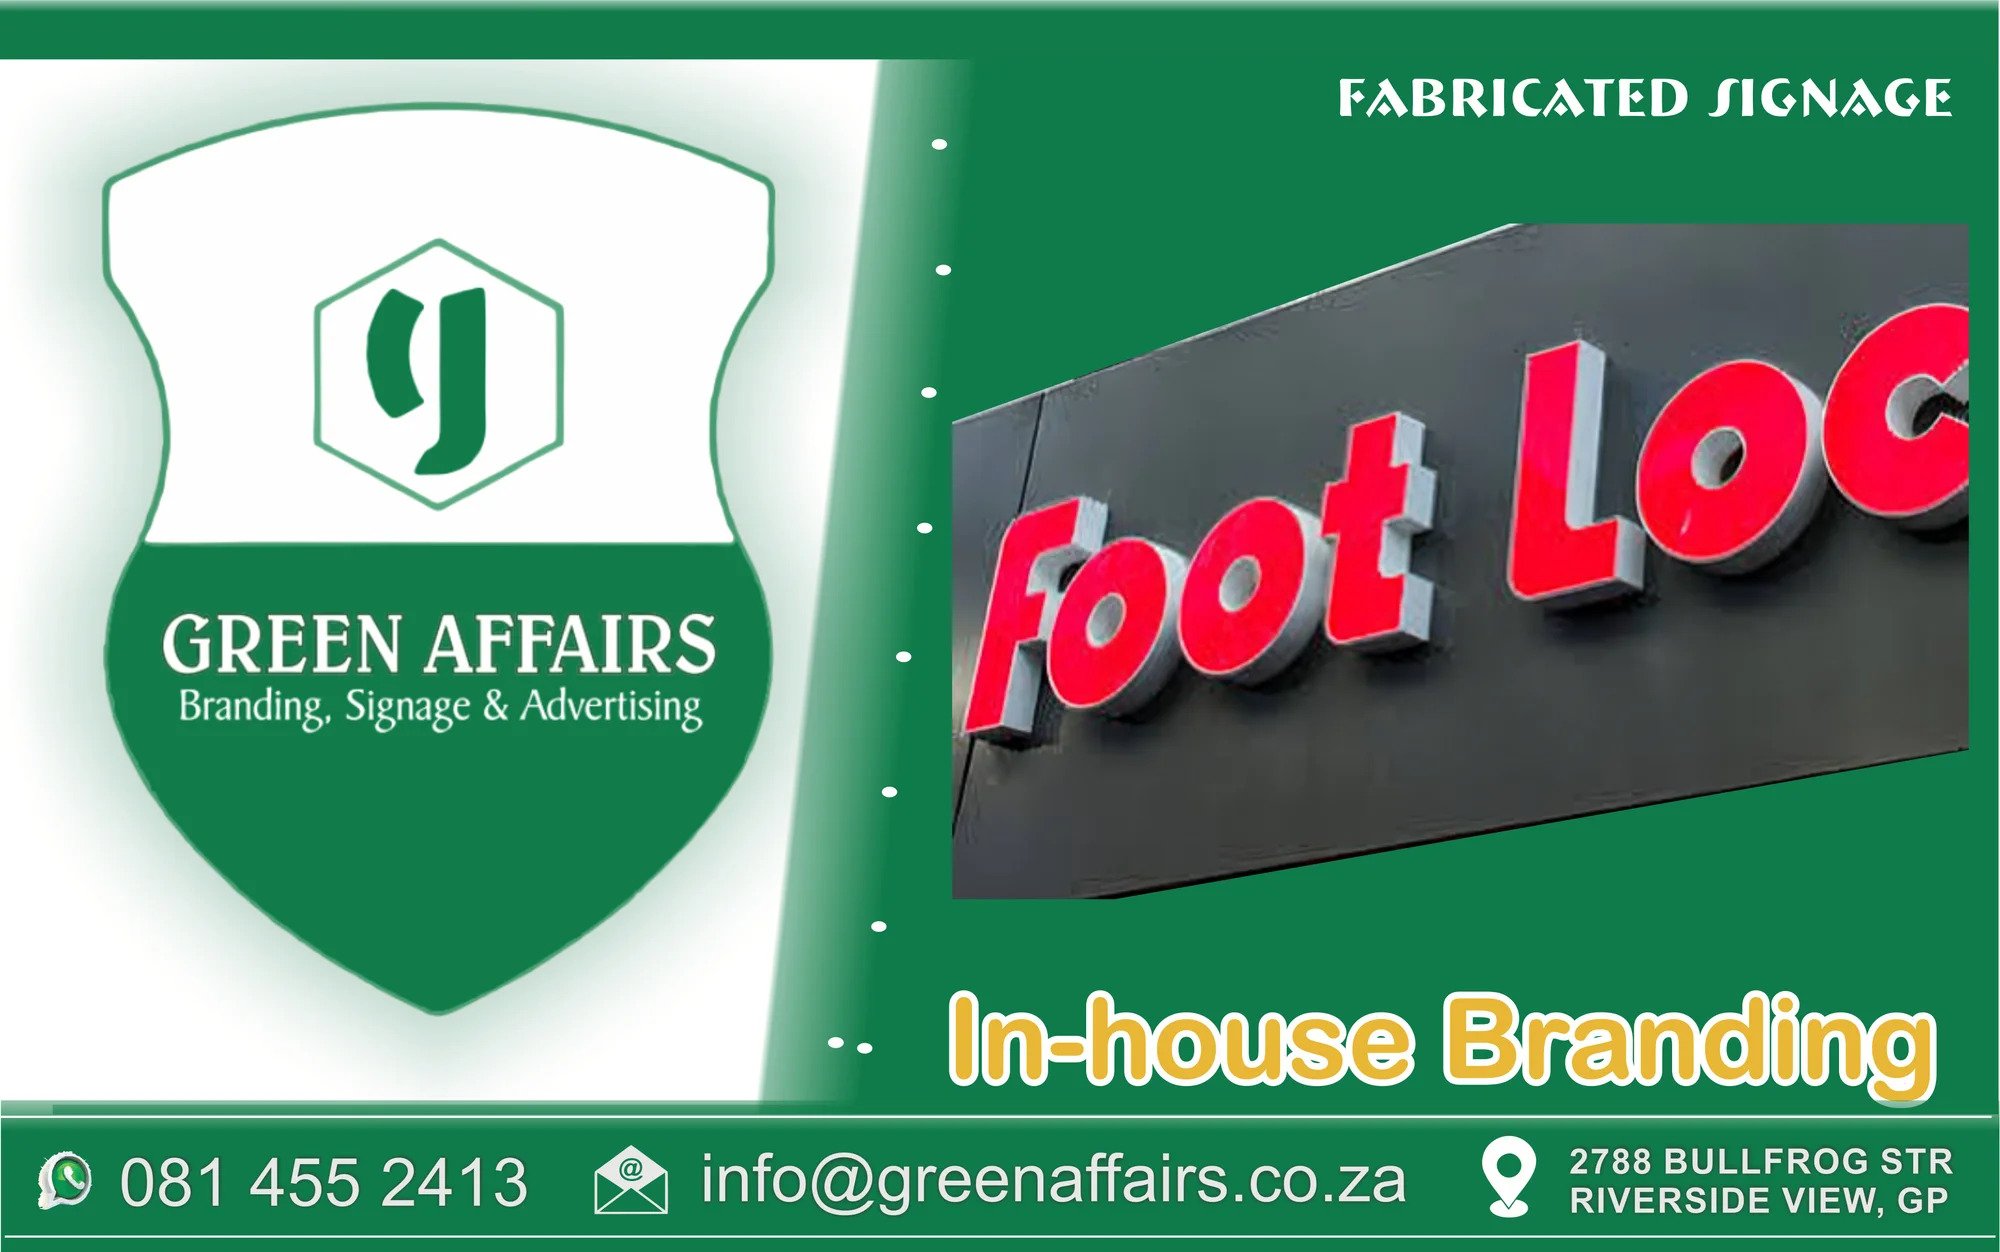 FABRICATED SIGNAGE
g
GREEN AFFAIRS
Branding, Signage & Advertising
Foot Loc
In-house Branding
081 455 2413
@
info@greenaffairs.co.za
2788 BULLFROG STR
RIVERSIDE VIEW, GP